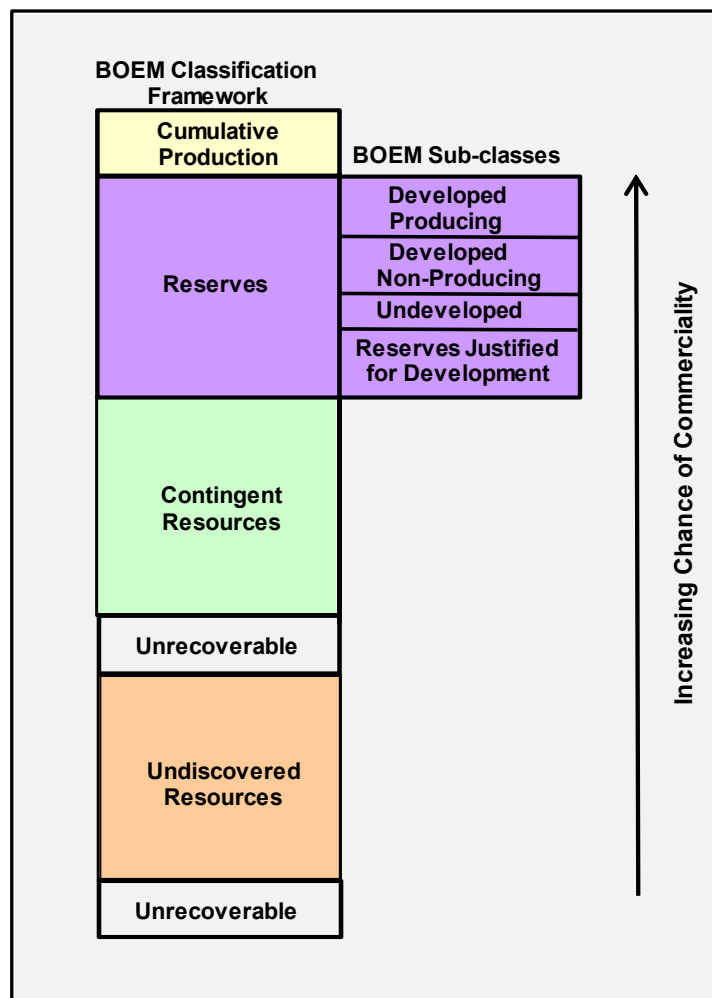 BOEM Classification
Framework
Cumulative
Production
BOEM Sub-classes
Developed
Producing
Developed
Non-Producing
Reserves
Undeveloped
Reserves Justified
for Development
Contingent
Resources
Unrecoverable
Undiscovered
Resources
Unrecoverable
Increasing Chance of Commerciality